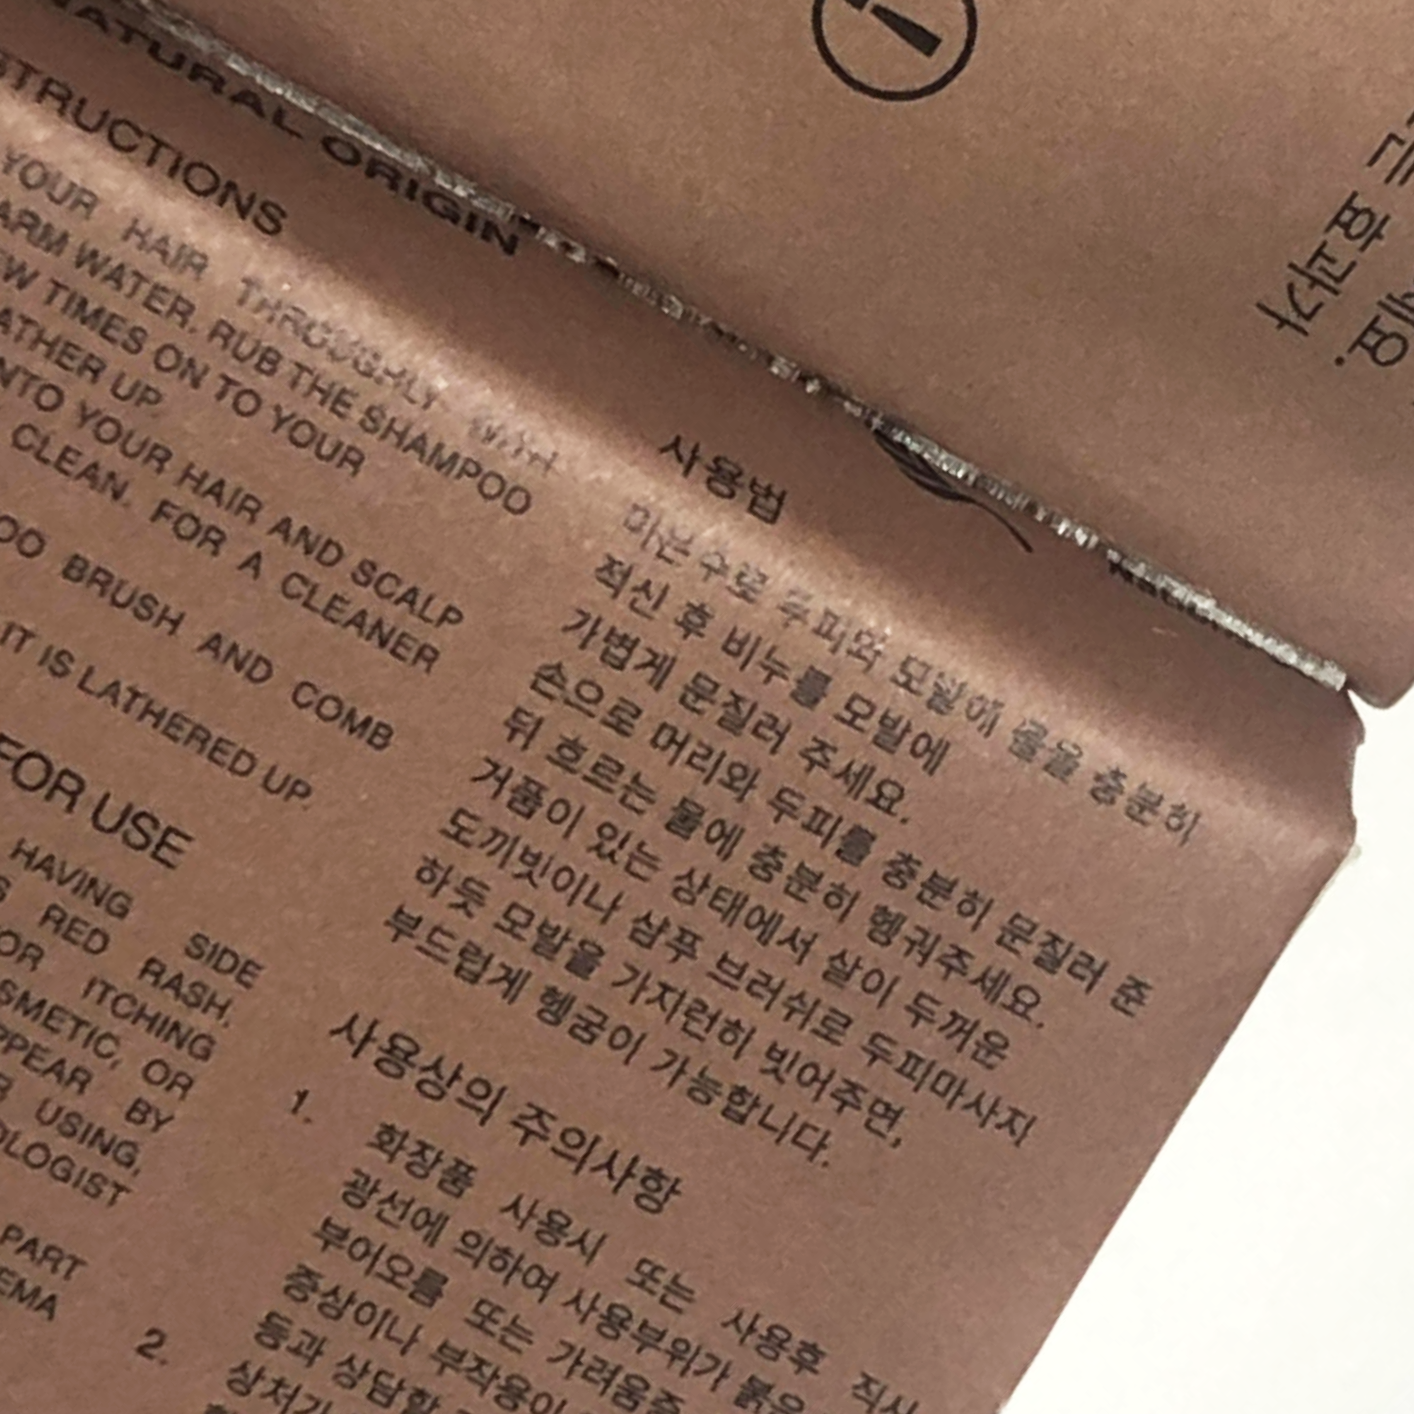 NATURAL ORIGIN
STRUCTIONS
YOUR HAIR THROUGHLY WITH
ARM WATER. RUB THE SHAMPOO
EW TIMES ON TO YOUR
ATHER UP
NTO YOUR HAIR AND SCALP
CLEAN. FOR A CLEANER
OO BRUSH AND COMB
IT IS LATHERED UP.
FOR USE
HAVING SIDE
S RED RASH,
OR ITCHING
SMETIC, OR
PPEAR BY
USING,
OLOGIST
PART
EMA
사용법
미온수로 두피와 모발에 물을 충분히
적신 후 비누를 모발에
가볍게 문질러 주세요.
손으로 머리와 두피를 충분히 문질러 준
뒤 흐르는 물에 충분히 헹궈주세요.
거품이 있는 상태에서 살이 두꺼운
도끼빗이나 샴푸 브러쉬로 두피마사지
하듯 모발을 가지런히 빗어주면,
부드럽게 헹굼이 가능합니다.
사용상의 주의사항
1. 화장품 사용시 또는 사용후 직사
광선에 의하여 사용부위가 붉은
부어오름 또는 가려움증
증상이나 부작용이
등과 상담할
2. 상처가
효과가